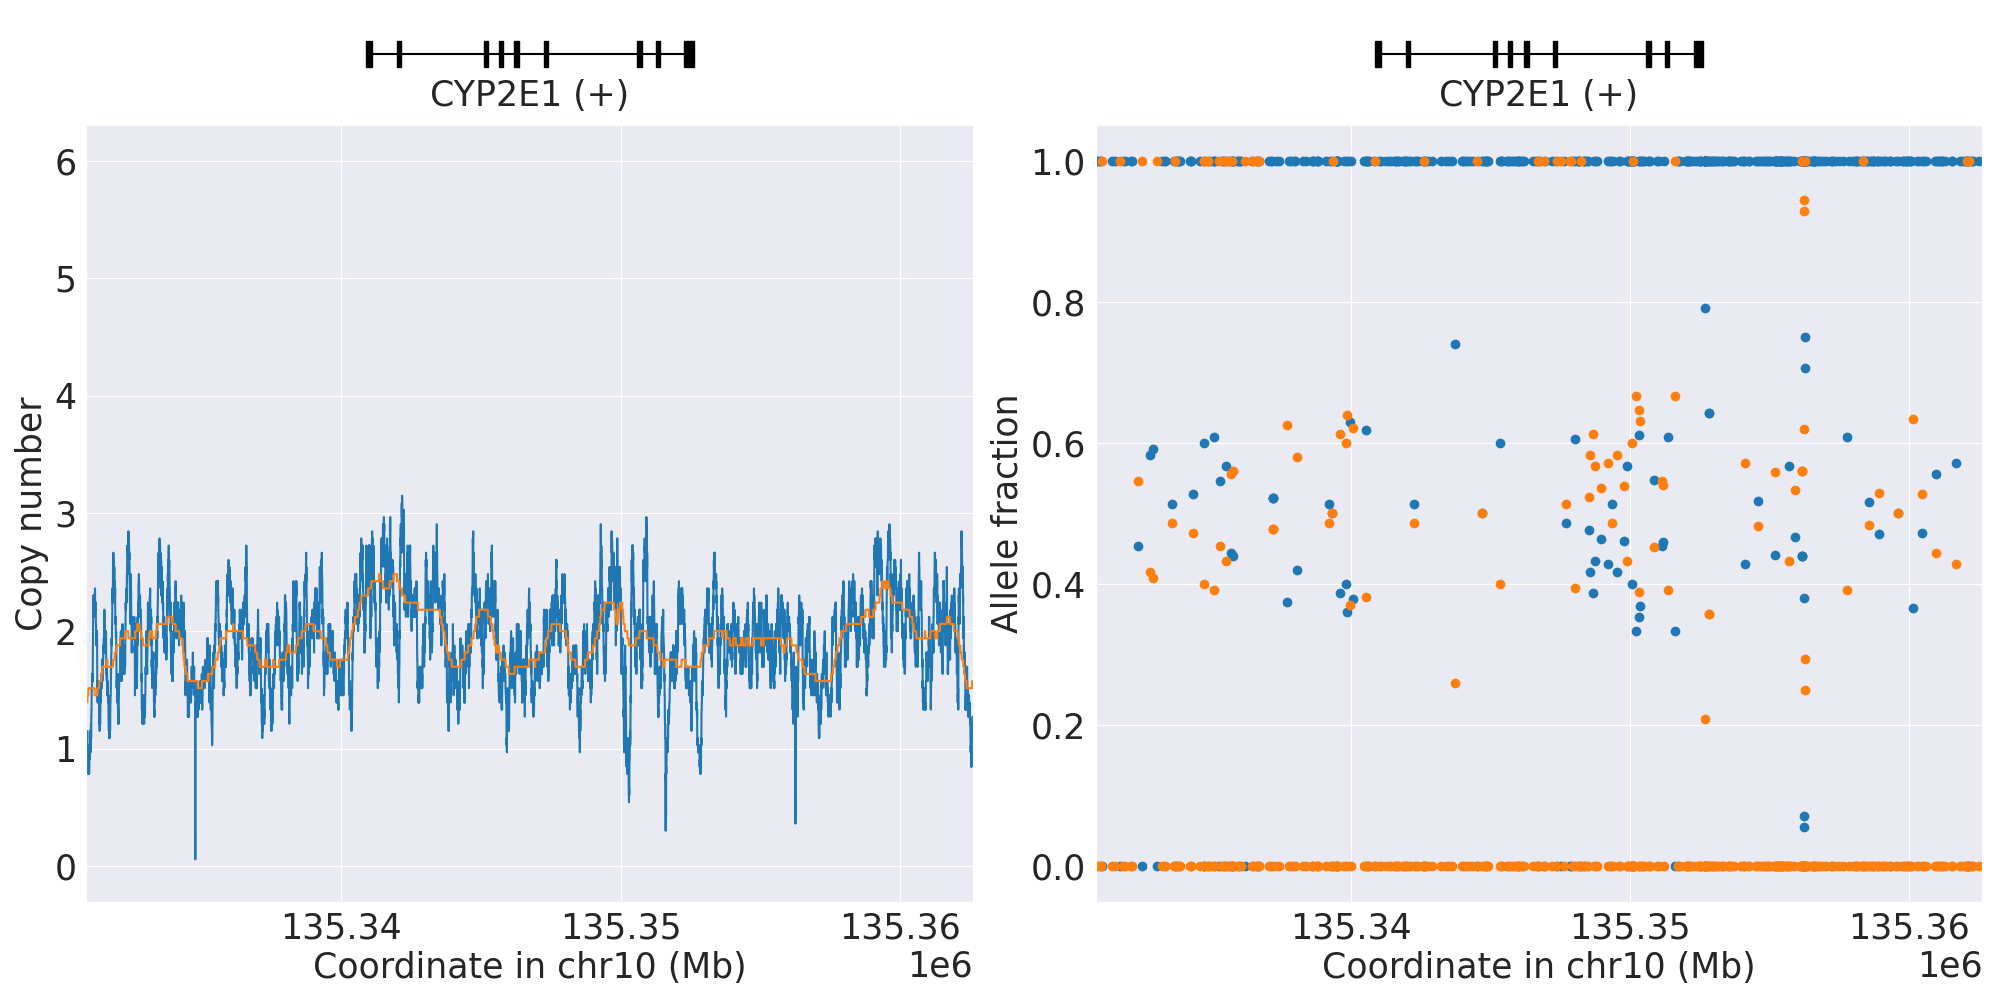 CYP2E1 (+)
6
5
4
3
2
1
0
Copy number
135.34 135.35 135.36
Coordinate in chr10 (Mb) 1e6
CYP2E1 (+)
1.0
0.8
0.6
0.4
0.2
0.0
Allele fraction
135.34 135.35 135.36
Coordinate in chr10 (Mb) 1e6